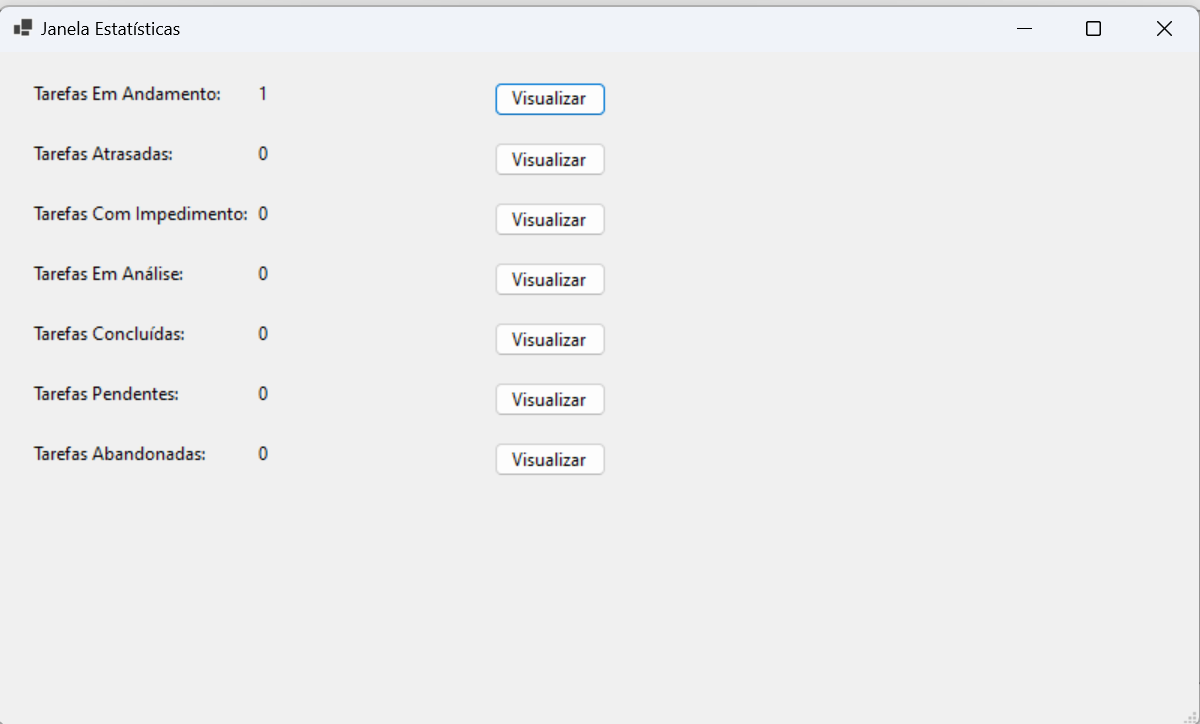 Janela Estatísticas
Tarefas Em Andamento: 1 Visualizar
Tarefas Atrasadas: 0 Visualizar
Tarefas Com Impedimento: 0 Visualizar
Tarefas Em Análise: 0 Visualizar
Tarefas Concluídas: 0 Visualizar
Tarefas Pendentes: 0 Visualizar
Tarefas Abandonadas: 0 Visualizar